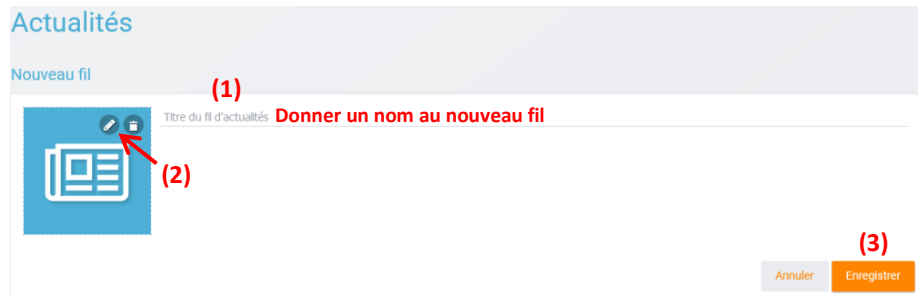 Actualités
Nouveau fil
(1)
Titre du fil d'actualités Donner un nom au nouveau fil
(2)
(3)
Annuler Enregistrer